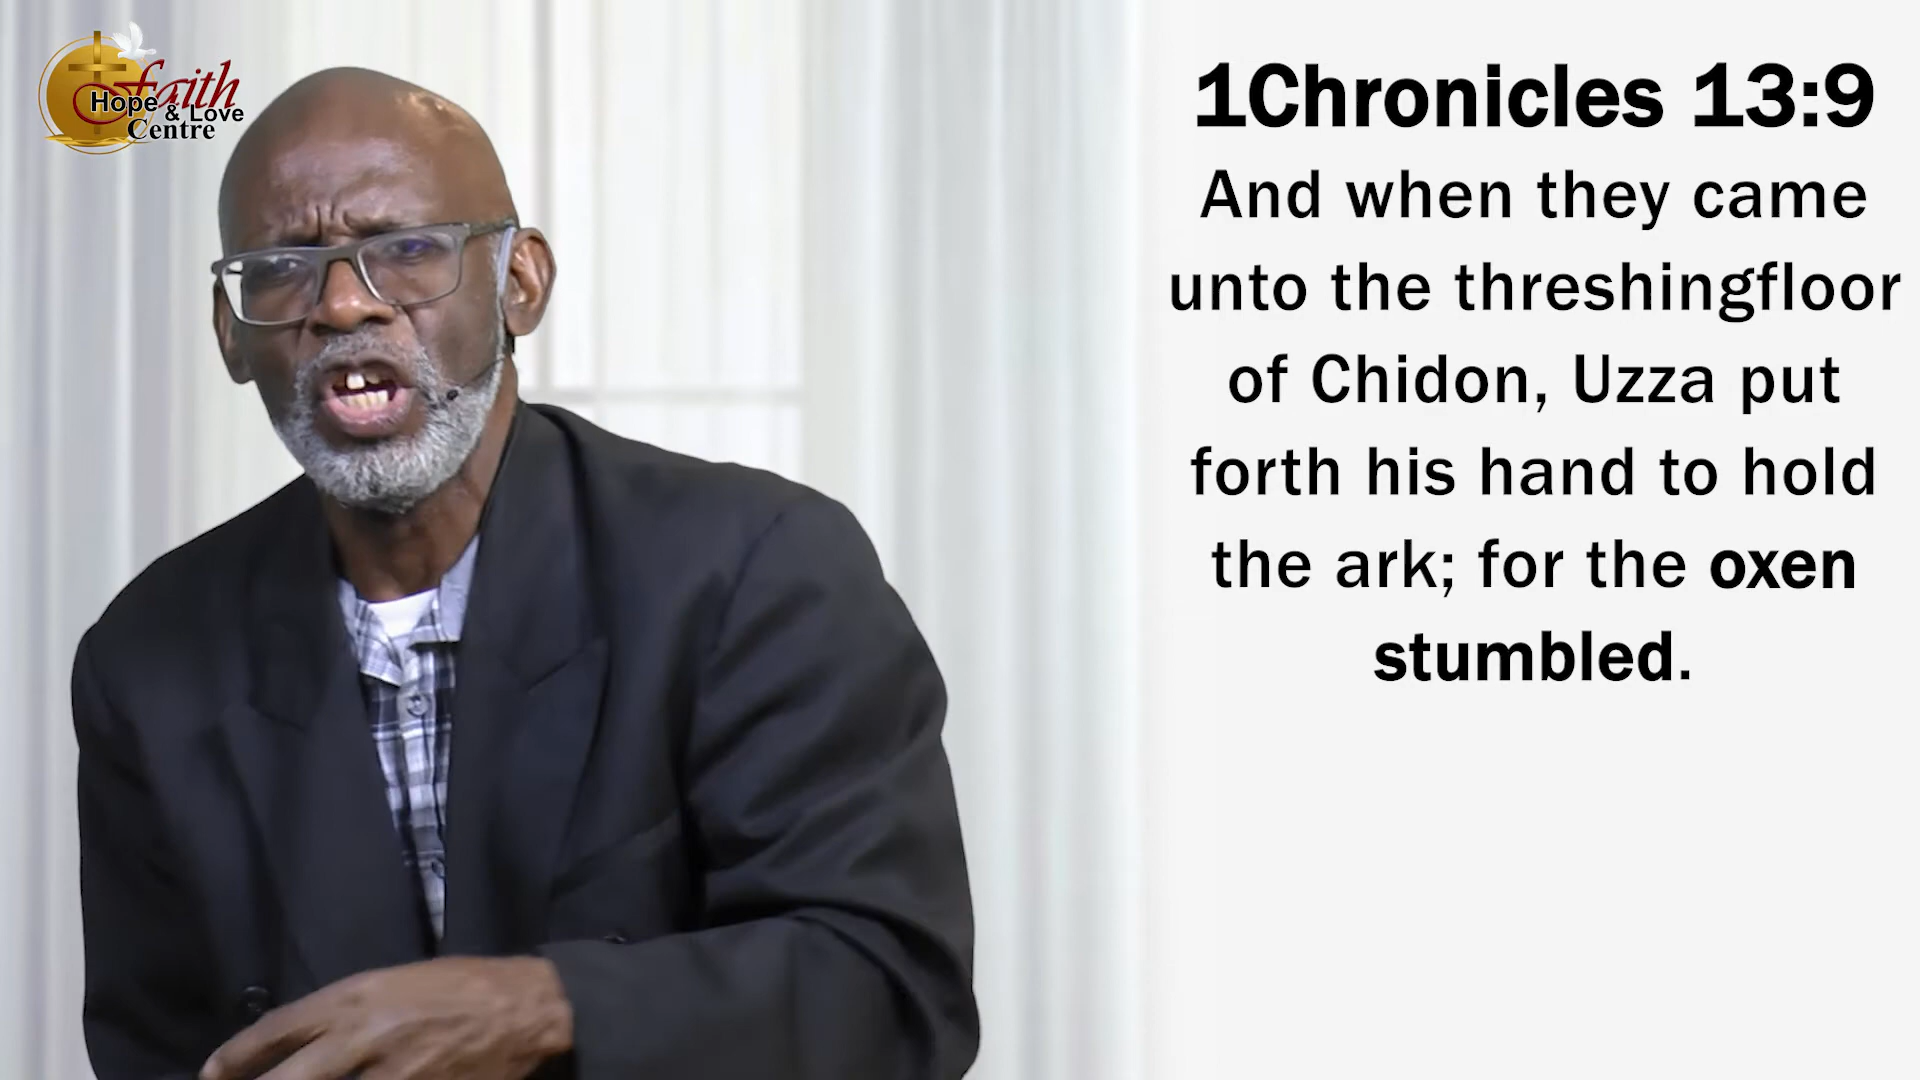 faith
Hope & Love
Centre
1Chronicles 13:9
And when they came
unto the threshingfloor
of Chidon, Uzza put
forth his hand to hold
the ark; for the oxen
stumbled.